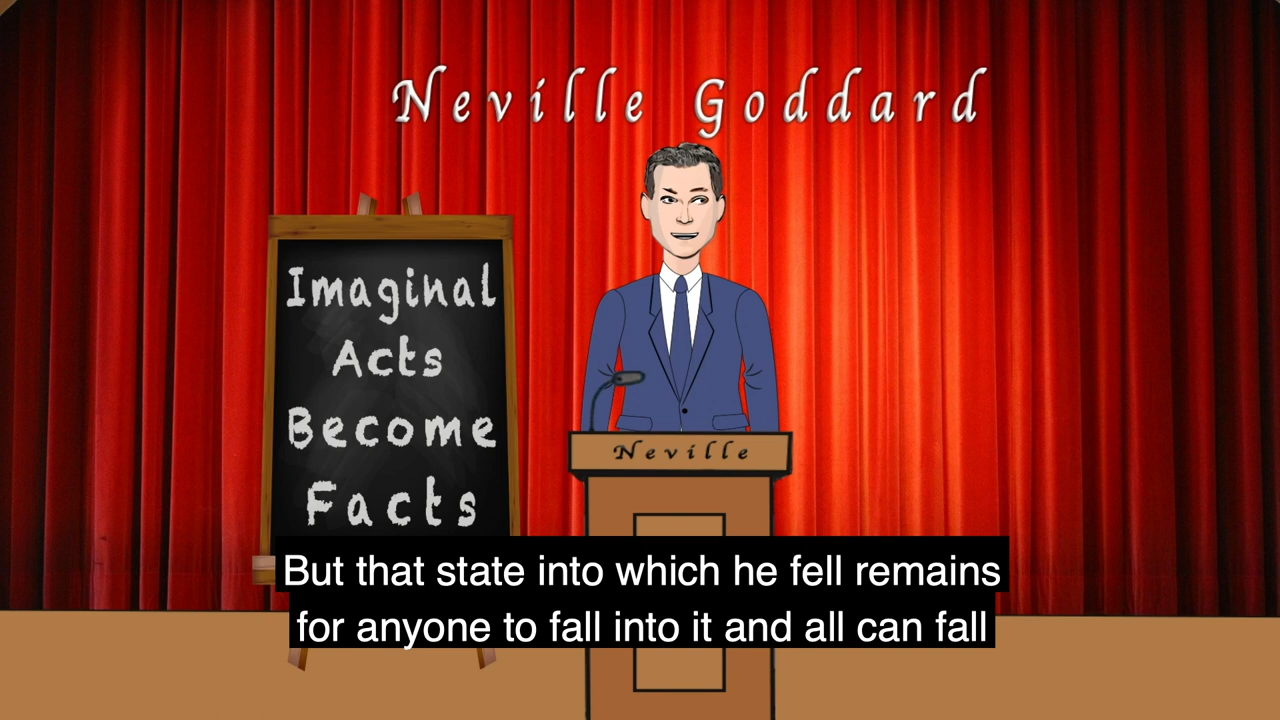 Neville Goddard
Imaginal
Acts
Become
Facts
Neville
But that state into which he fell remains
for anyone to fall into it and all can fall